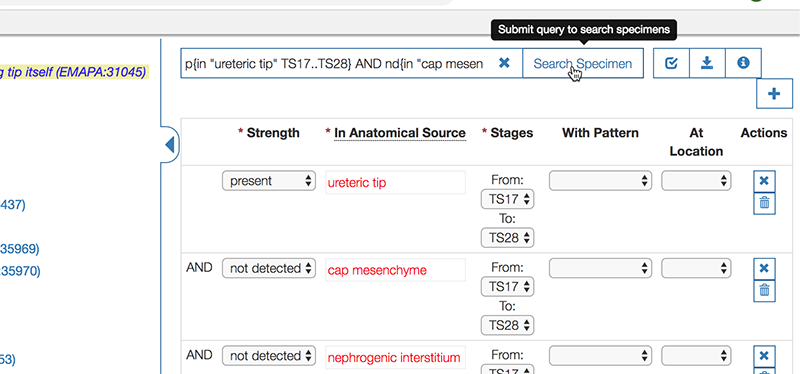 Submit query to search specimens
g tip itself (EMAPA:31045)
p{in "ureteric tip" TS17..TS28} AND nd{in "cap mesen
Search Specimen
* Strength * In Anatomical Source * Stages With Pattern At Location Actions
present ureteric tip From:
TS17
To:
TS28
437)
35969)
:35970)
AND not detected cap mesenchyme From:
TS17
To:
TS28
53)
AND not detected nephrogenic interstitium From:
TS17